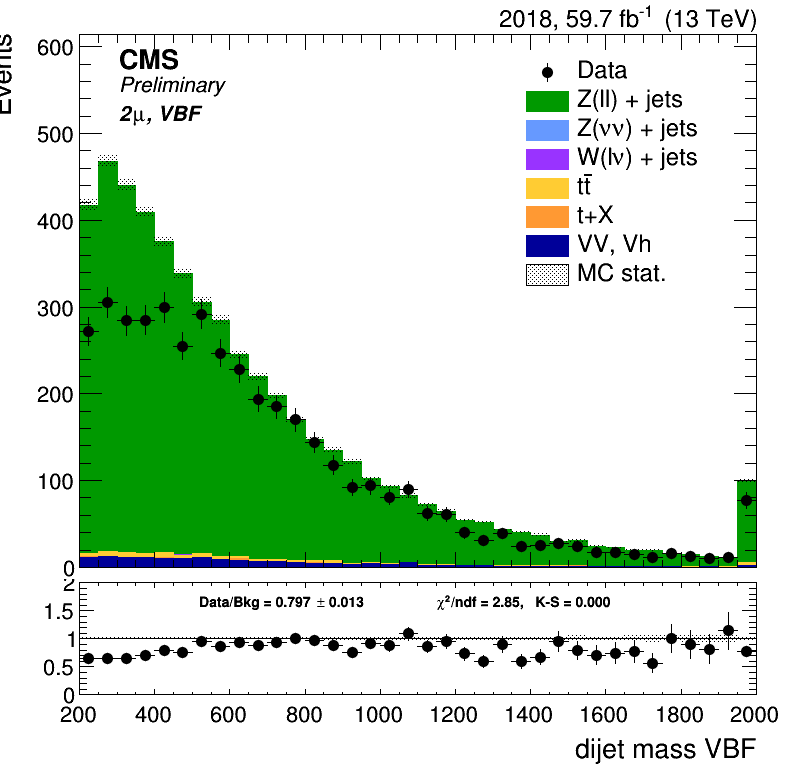 2018, 59.7 fb⁻¹ (13 TeV)
Events
CMS
Preliminary
2μ, VBF
Data
Z(ll) + jets
Z(νν) + jets
W(lν) + jets
tt̄
t+X
VV, Vh
MC stat.
600
500
400
300
200
100
0
2
1.5
1
0.5
0
Data/Bkg = 0.797 ± 0.013 χ²/ndf = 2.85, K-S = 0.000
200 400 600 800 1000 1200 1400 1600 1800 2000
dijet mass VBF